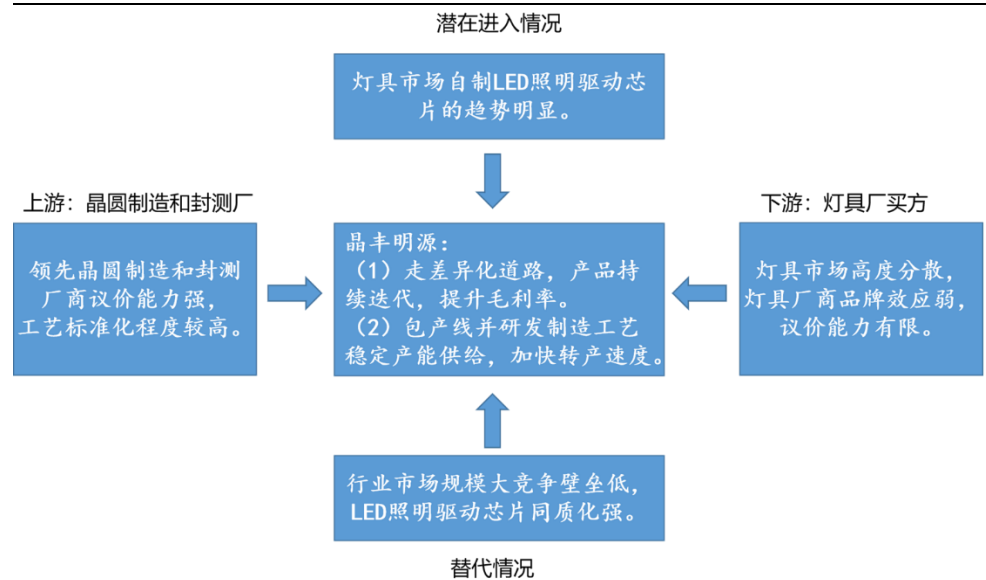 潜在进入情况
灯具市场自制LED照明驱动芯
片的趋势明显。
上游：晶圆制造和封测厂
领先晶圆制造和封测
厂商议价能力强，
工艺标准化程度较高。
晶丰明源：
（1）走差异化道路，产品持
续迭代，提升毛利率。
（2）包产线并研发制造工艺
稳定产能供给，加快转产速度。
下游：灯具厂买方
灯具市场高度分散，
灯具厂商品牌效应弱，
议价能力有限。
行业市场规模大竞争壁垒低，
LED照明驱动芯片同质化强。
替代情况